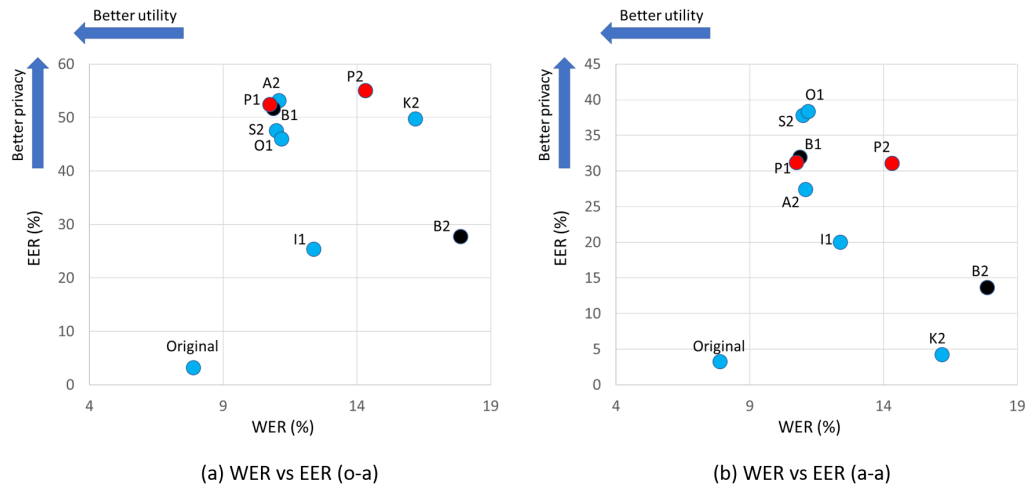 Better utility
Better privacy
60
50
40
30
20
10
0
EER (%)
A2
P1
B1
S2
O1
P2
K2
I1
B2
Original
4
9
14
19
WER (%)
(a) WER vs EER (o-a)
Better utility
Better privacy
45
40
35
30
25
20
15
10
5
0
EER (%)
O1
S2
B1
P1
P2
A2
I1
B2
K2
Original
4
9
14
19
WER (%)
(b) WER vs EER (a-a)